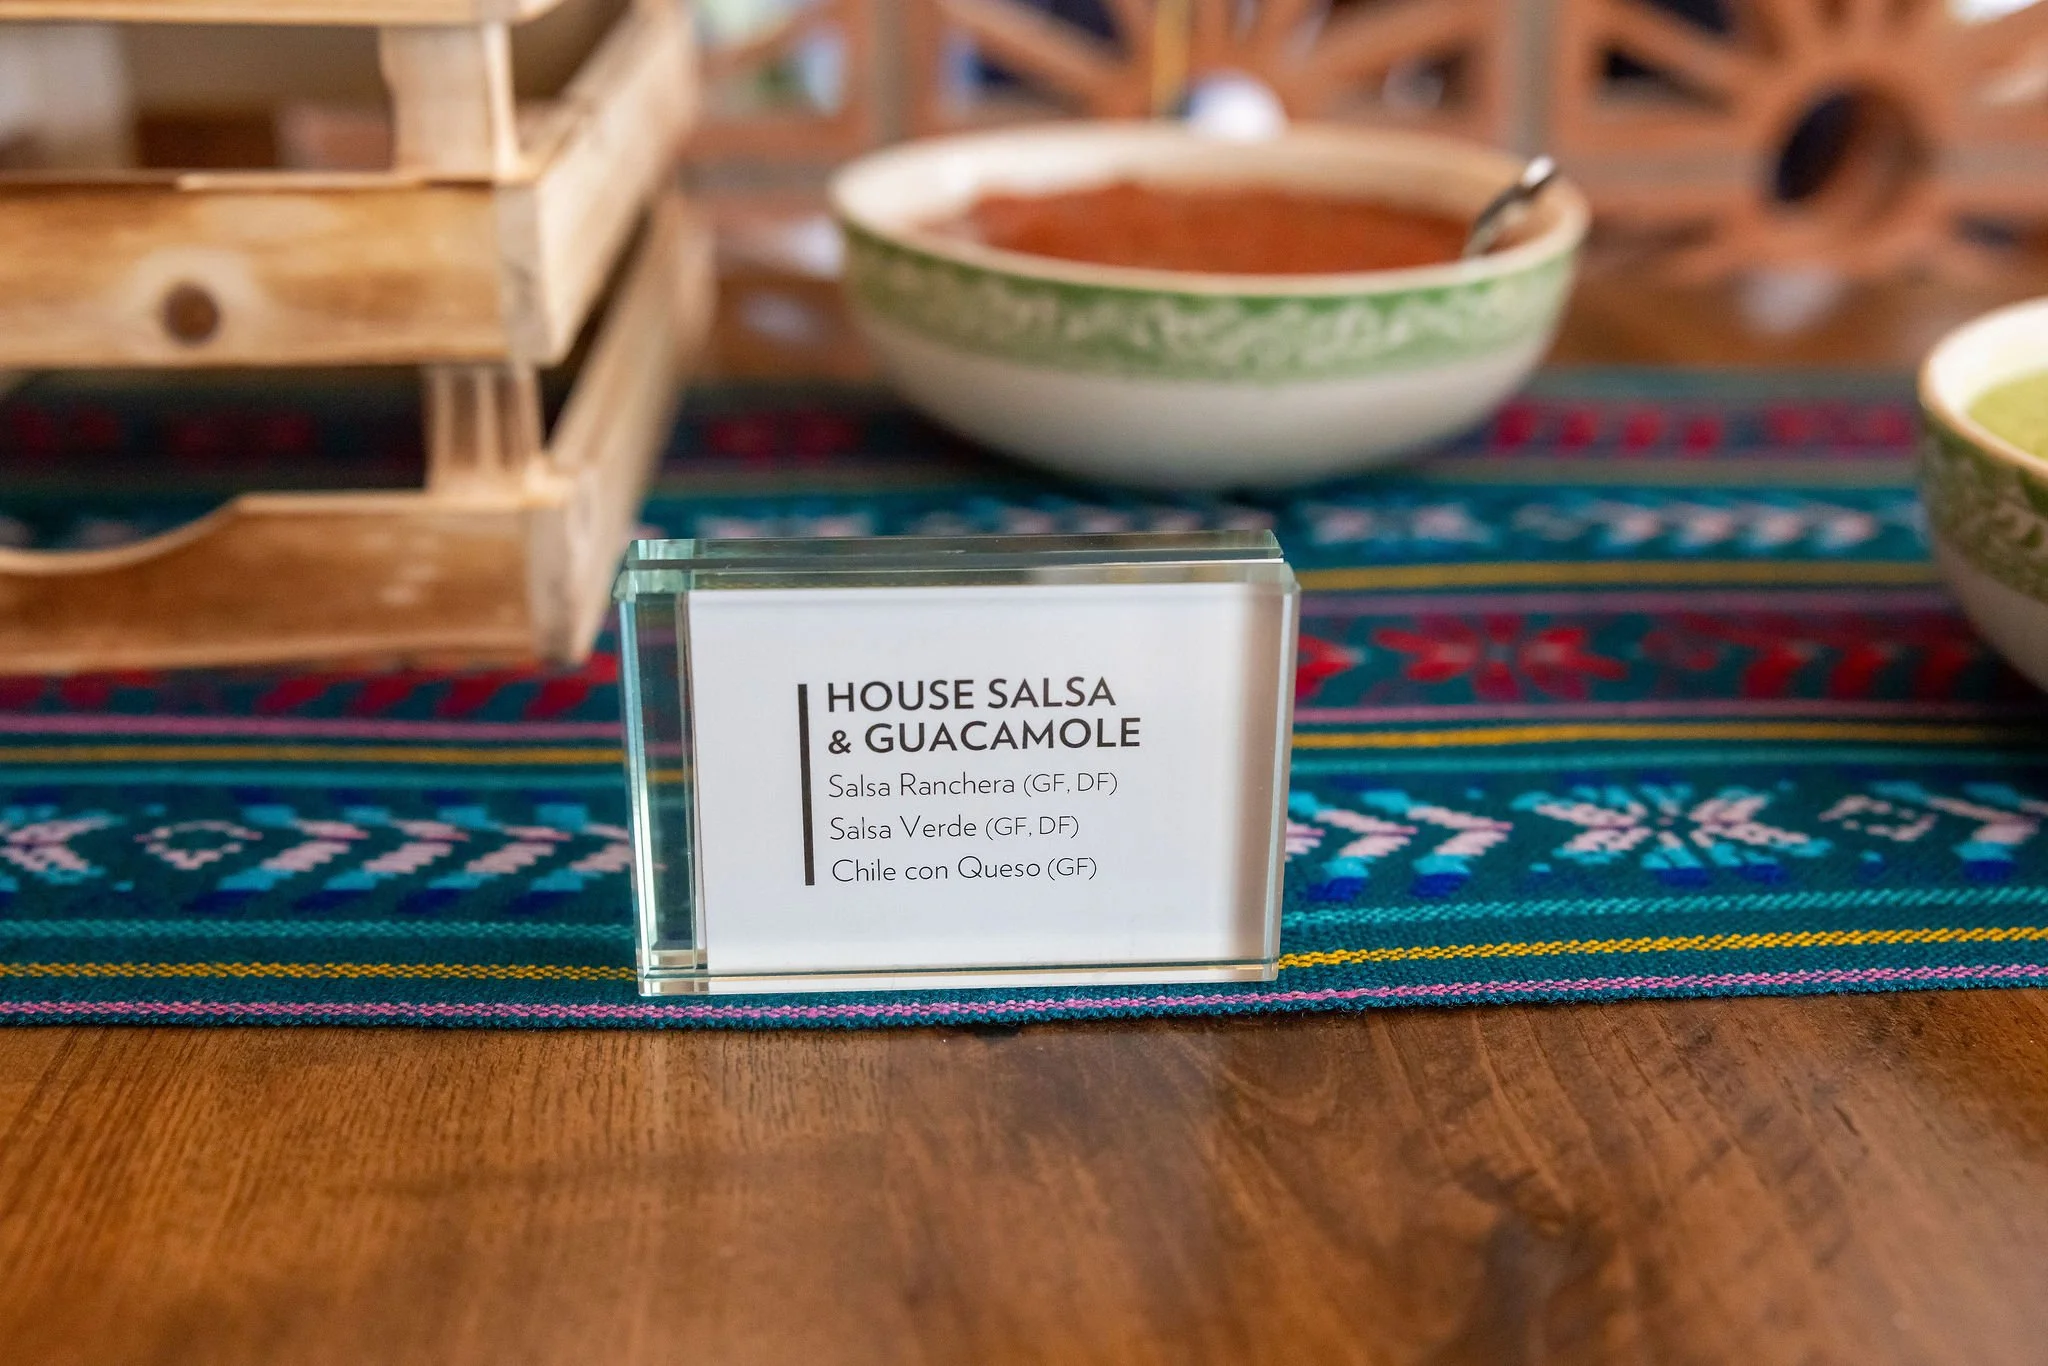 HOUSE SALSA
& GUACAMOLE
Salsa Ranchera (GF, DF)
Salsa Verde (GF, DF)
Chile con Queso (GF)